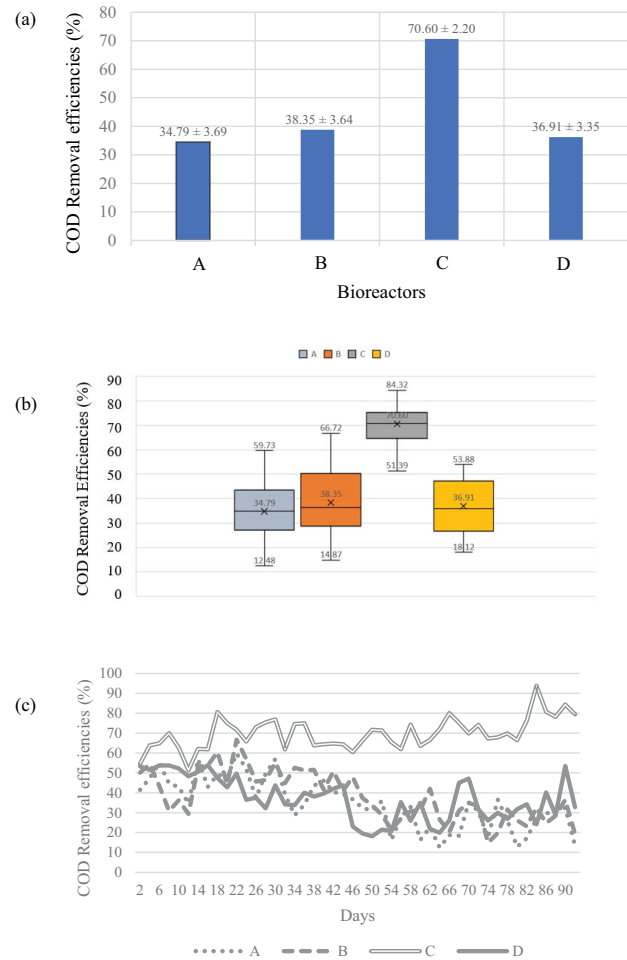 (a)
COD Removal efficiencies (%)
80
70
60
50
40
30
20
10
0
34.79 ± 3.69
38.35 ± 3.64
70.60 ± 2.20
36.91 ± 3.35
A B C D
Bioreactors
(b)
A B C D
COD Removal Efficiencies (%)
90
80
70
60
50
40
30
20
10
0
59.73
34.79
12.48
66.72
38.35
14.87
84.32
70.60
51.39
53.88
36.91
18.12
(c)
COD Removal efficiencies (%)
100
90
80
70
60
50
40
30
20
10
0
2 6 10 14 18 22 26 30 34 38 42 46 50 54 58 62 66 70 74 78 82 86 90
Days
A B C D